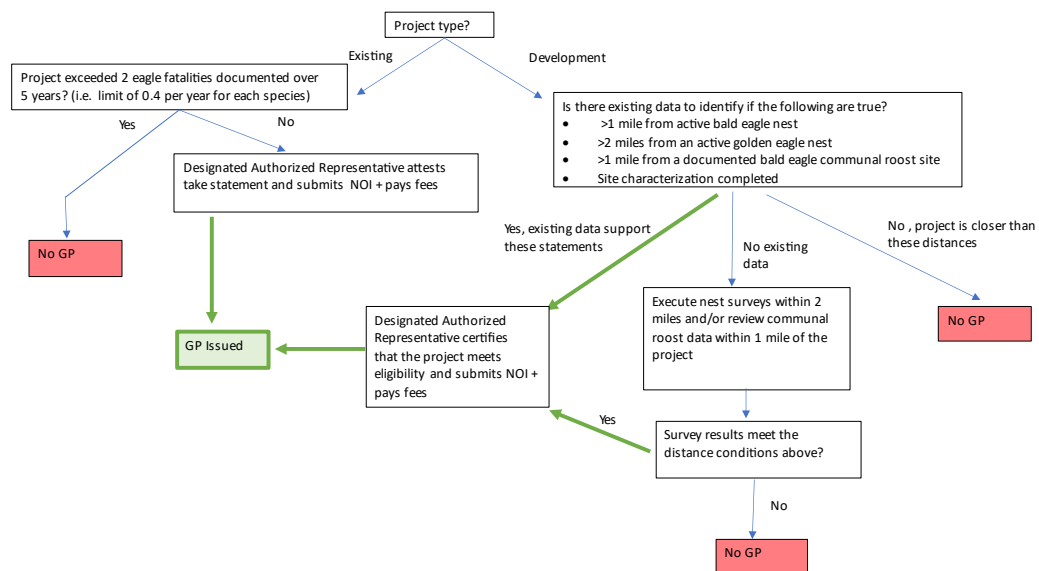 Project type?
Existing
Development
Project exceeded 2 eagle fatalities documented over
5 years? (i.e. limit of 0.4 per year for each species)
Is there existing data to identify if the following are true?
• >1 mile from active bald eagle nest
• >2 miles from an active golden eagle nest
• >1 mile from a documented bald eagle communal roost site
• Site characterization completed
Yes
No
Designated Authorized Representative attests
take statement and submits NOI + pays fees
No GP
Yes, existing data support
these statements
No existing
data
No , project is closer than
these distances
Execute nest surveys within 2
miles and/or review communal
roost data within 1 mile of the
project
No GP
GP Issued
Designated Authorized
Representative certifies
that the project meets
eligibility and submits NOI +
pays fees
Yes
Survey results meet the
distance conditions above?
No
No GP